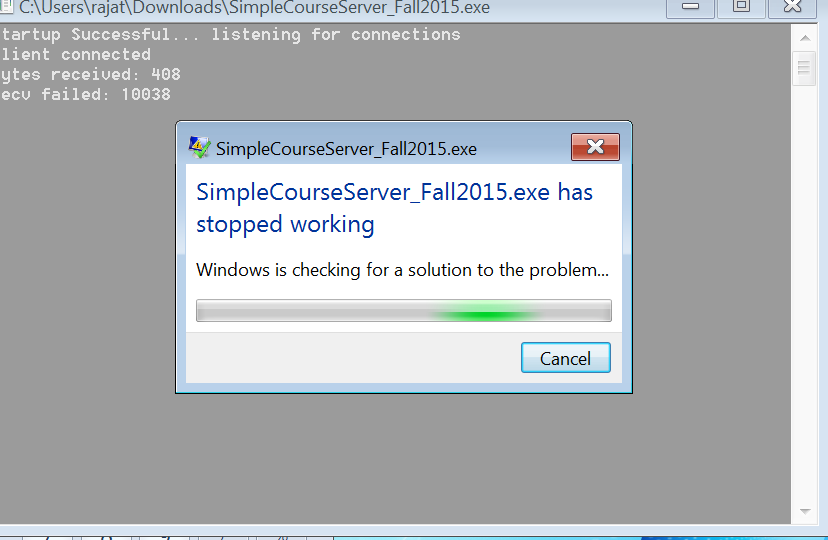 C:\Users\rajat\Downloads\SimpleCourseServer_Fall2015.exe
tartup Successful... listening for connections
lient connected
ytes received: 408
ecv failed: 10038
SimpleCourseServer_Fall2015.exe
SimpleCourseServer_Fall2015.exe has
stopped working
Windows is checking for a solution to the problem...
Cancel